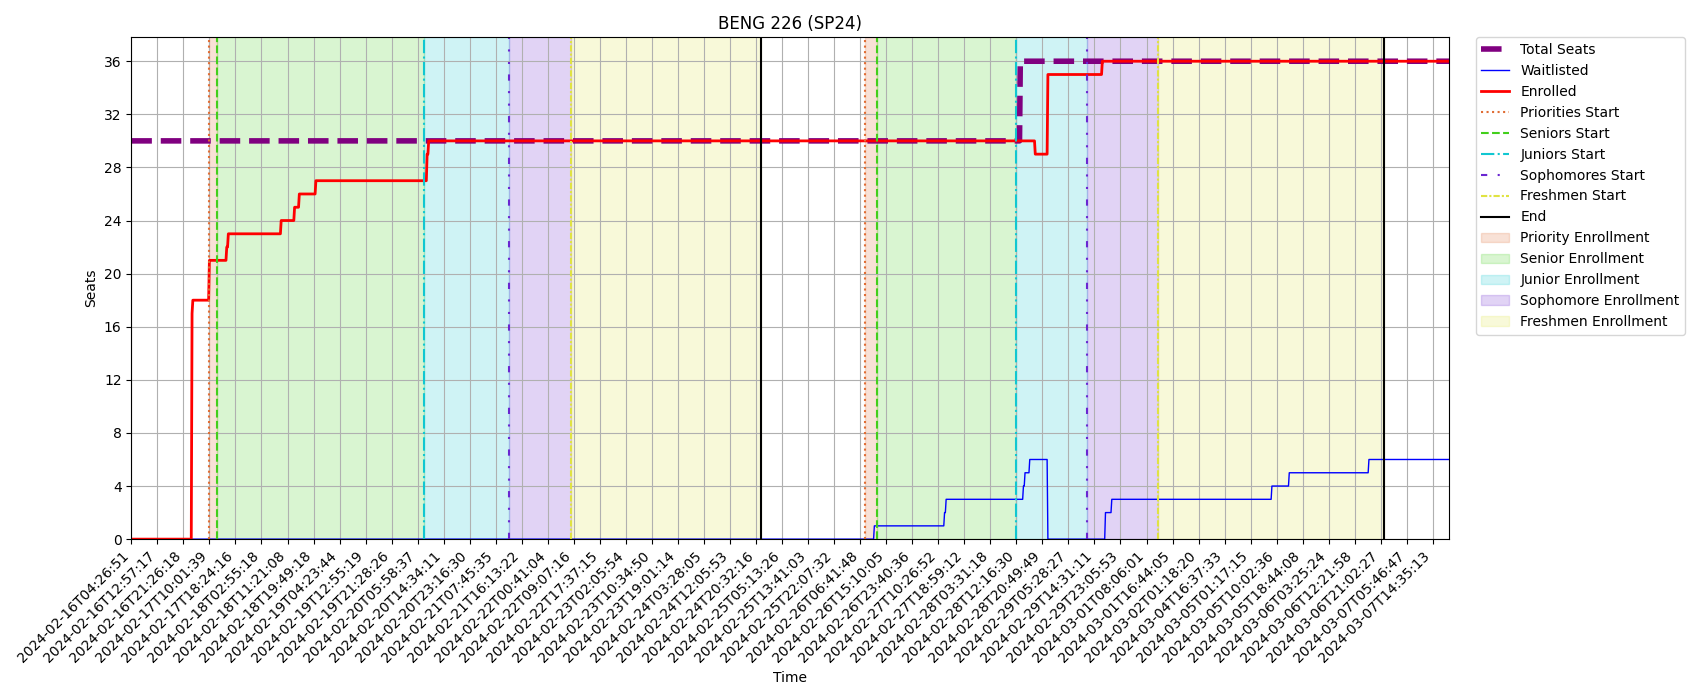 BENG 226 (SP24)
Seats
36
32
28
24
20
16
12
8
4
0
2024-02-16T04:26:51
2024-02-16T12:57:17
2024-02-16T21:26:18
2024-02-17T10:01:39
2024-02-17T18:24:16
2024-02-18T02:55:18
2024-02-18T11:21:08
2024-02-18T19:49:18
2024-02-19T04:23:44
2024-02-19T12:55:19
2024-02-19T21:28:26
2024-02-20T05:58:37
2024-02-20T14:34:11
2024-02-20T23:16:30
2024-02-21T07:45:35
2024-02-21T16:13:22
2024-02-22T00:41:04
2024-02-22T09:07:16
2024-02-22T17:37:15
2024-02-23T02:05:54
2024-02-23T10:34:50
2024-02-23T19:01:14
2024-02-24T03:28:05
2024-02-24T12:05:53
2024-02-24T20:32:16
2024-02-25T05:13:26
2024-02-25T13:41:03
2024-02-25T22:07:32
2024-02-26T06:41:48
2024-02-26T15:10:05
2024-02-26T23:40:36
2024-02-27T10:26:52
2024-02-27T18:59:12
2024-02-28T03:31:18
2024-02-28T12:16:30
2024-02-28T20:49:49
2024-02-29T05:28:27
2024-02-29T14:31:11
2024-02-29T23:05:53
2024-03-01T08:06:01
2024-03-01T16:44:05
2024-03-02T01:18:20
2024-03-04T16:37:33
2024-03-05T01:17:15
2024-03-05T10:02:36
2024-03-05T18:44:08
2024-03-06T03:25:24
2024-03-06T12:21:58
2024-03-06T21:02:27
2024-03-07T05:46:47
2024-03-07T14:35:13
Time
Total Seats
Waitlisted
Enrolled
Priorities Start
Seniors Start
Juniors Start
Sophomores Start
Freshmen Start
End
Priority Enrollment
Senior Enrollment
Junior Enrollment
Sophomore Enrollment
Freshmen Enrollment